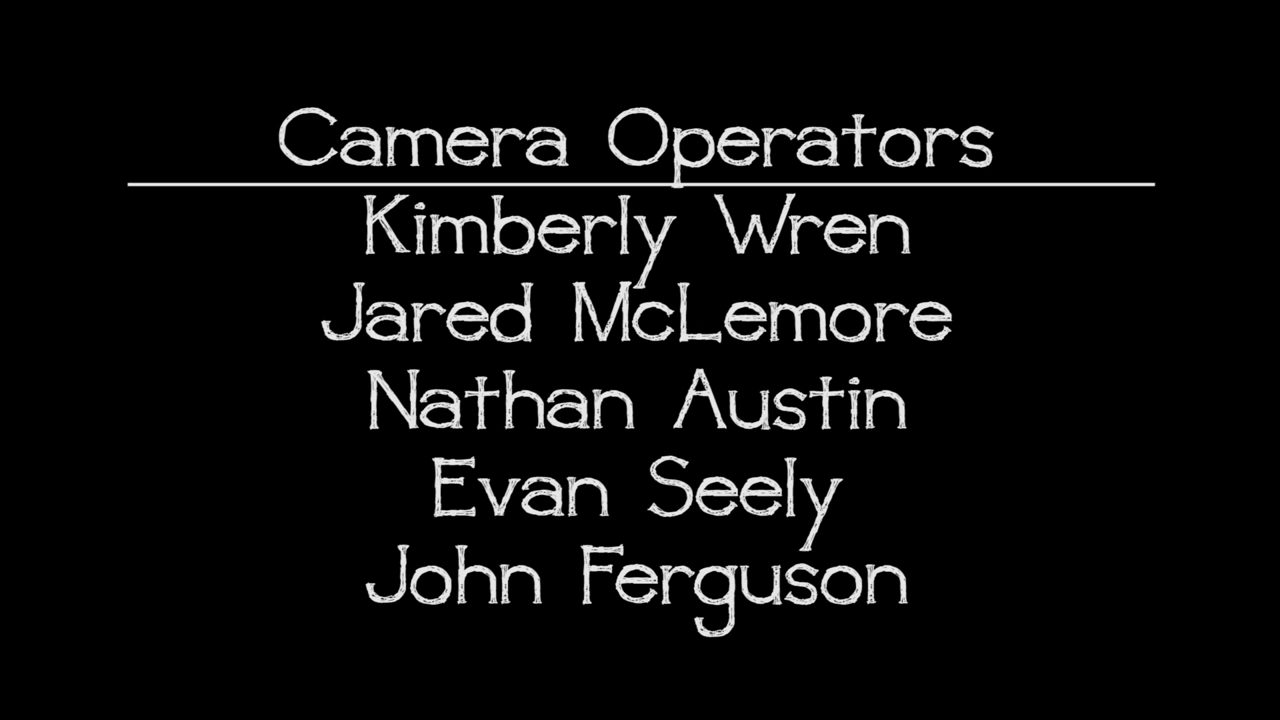 Camera Operators
Kimberly Wren
Jared McLemore
Nathan Austin
Evan Seely
John Ferguson